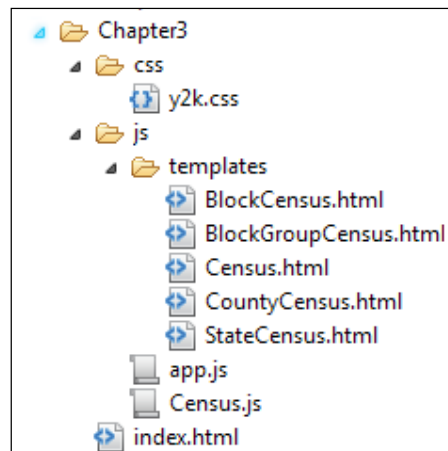 Chapter3
css
y2k.css
js
templates
BlockCensus.html
BlockGroupCensus.html
Census.html
CountyCensus.html
StateCensus.html
app.js
Census.js
index.html